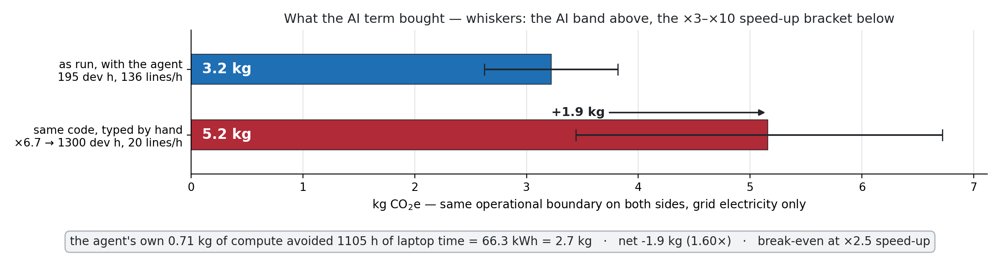 What the AI term bought — whiskers: the AI band above, the ×3–×10 speed-up bracket below
as run, with the agent
195 dev h, 136 lines/h
3.2 kg
+1.9 kg
same code, typed by hand
×6.7 → 1300 dev h, 20 lines/h
5.2 kg
0 1 2 3 4 5 6 7
kg CO₂e — same operational boundary on both sides, grid electricity only
the agent's own 0.71 kg of compute avoided 1105 h of laptop time = 66.3 kWh = 2.7 kg · net -1.9 kg (1.60×) · break-even at ×2.5 speed-up